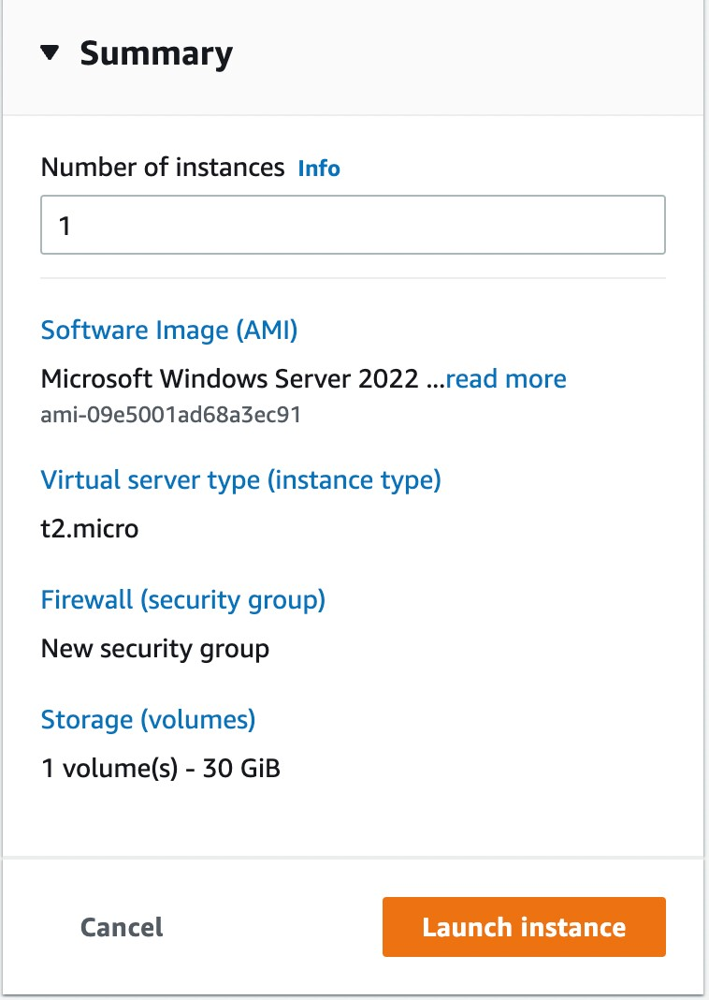 Summary
Number of instances Info
1
Software Image (AMI)
Microsoft Windows Server 2022 ...read more
ami-09e5001ad68a3ec91
Virtual server type (instance type)
t2.micro
Firewall (security group)
New security group
Storage (volumes)
1 volume(s) - 30 GiB
Cancel Launch instance